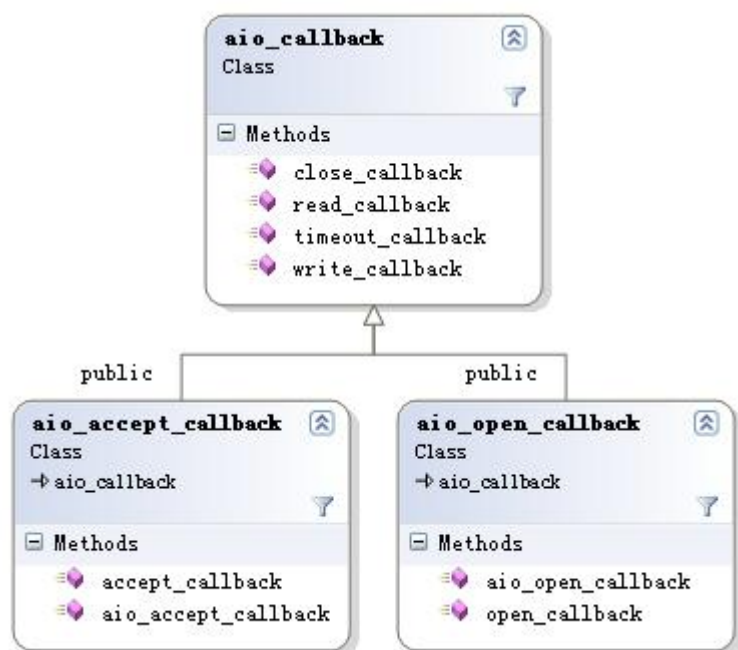 aio_callback
Class
Methods
close_callback
read_callback
timeout_callback
write_callback
public
public
aio_accept_callback
Class
aio_callback
Methods
accept_callback
aio_accept_callback
aio_open_callback
Class
aio_callback
Methods
aio_open_callback
open_callback